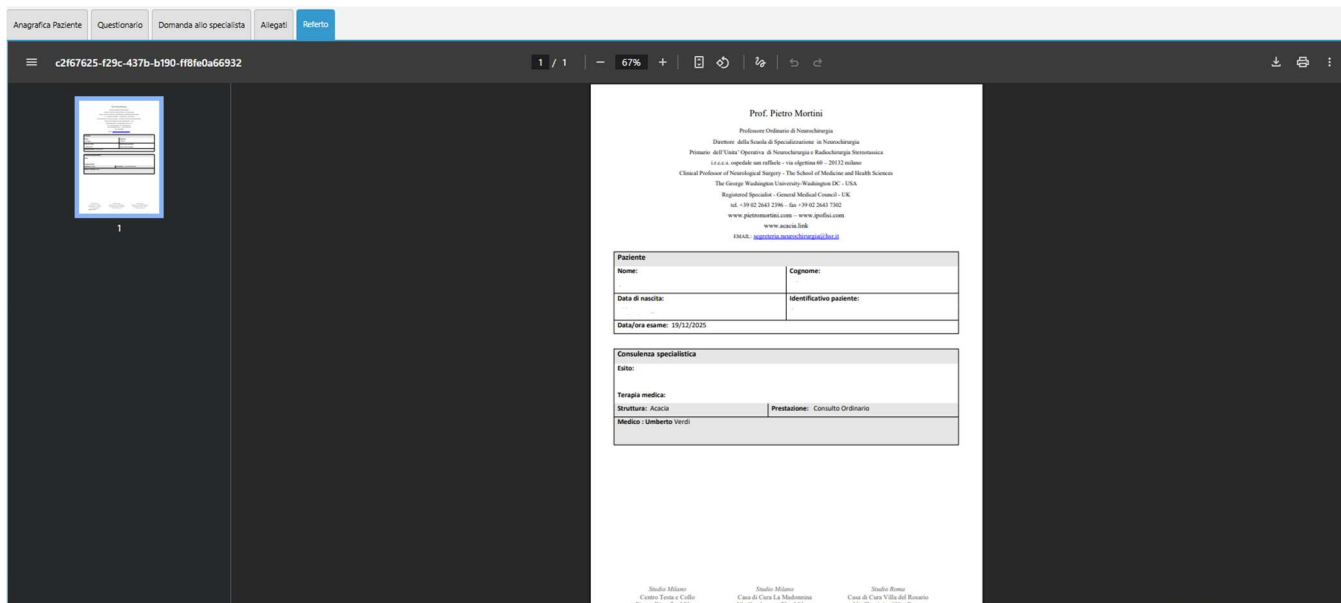 Anagrafica Paziente Questionario Domanda allo specialista Allegati Referto
c2f67625-f29c-437b-b190-ff8fe0a66932 1 / 1 67%
1
Prof. Pietro Mortini
Professore Ordinario di Neurochirurgia
Direttore della Scuola di Specializzazione in Neurochirurgia
Primario dell'Unita' Operativa di Neurochirurgia e Radiochirurgia Stereotassica
i.r.c.c.s. ospedale san raffaele - via olgettina 60 – 20132 milano
Clinical Professor of Neurological Surgery - The School of Medicine and Health Sciences
The George Washington University-Washington DC - USA
Registered Specialist - General Medical Council - UK
tel. +39 02 2643 2396 – fax +39 02 2643 7302
www.pietromortini.com – www.ipofisi.com
www.acacia.link
EMAIL: segreteria.neurochirurgia@hsr.it
Paziente
Nome: Cognome:
Data di nascita: Identificativo paziente:
Data/ora esame: 19/12/2025
Consulenza specialistica
Esito:
Terapia medica:
Struttura: Acacia Prestazione: Consulto Ordinario
Medico : Umberto Verdi
Studio Milano Studio Milano Studio Roma
Centro Testa e Collo Casa di Cura La Madonnina Casa di Cura Villa del Rosario